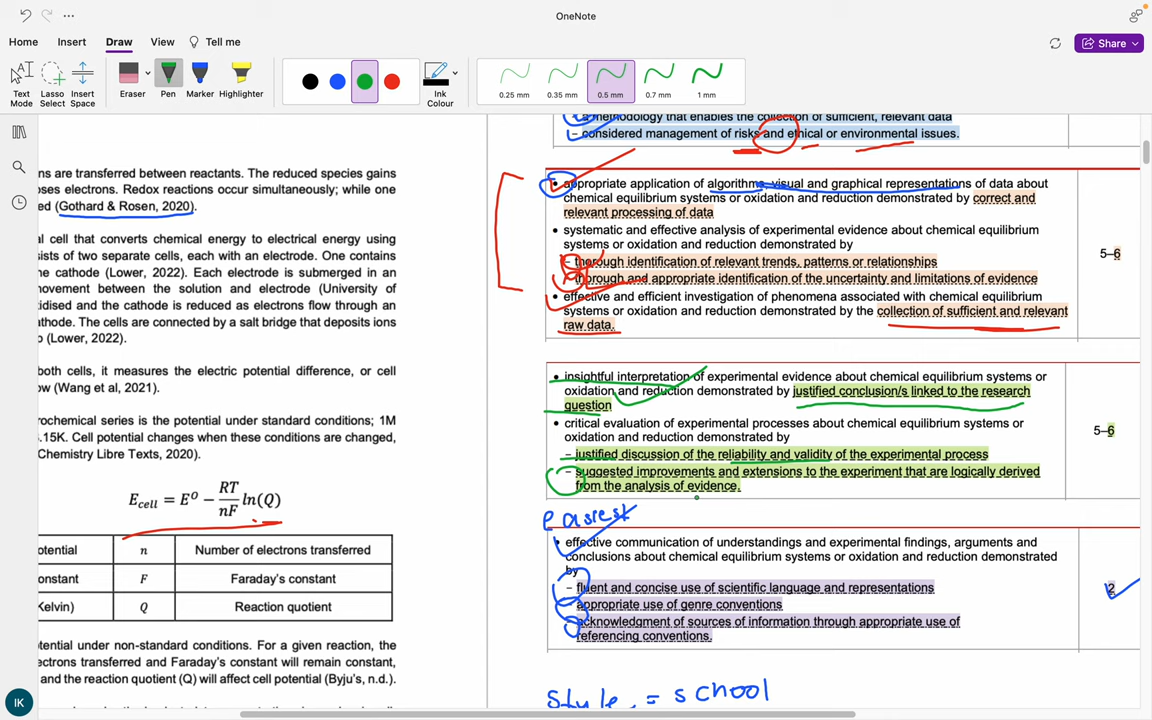 OneNote
Home Insert Draw View Tell me
Share
Text Mode
Lasso Select
Insert Space
Eraser
Pen
Marker
Highlighter
Ink Colour
0.25 mm
0.35 mm
0.5 mm
0.7 mm
1 mm
ns are transferred between reactants. The reduced species gains
oses electrons. Redox reactions occur simultaneously; while one
ed (Gothard & Rosen, 2020).
al cell that converts chemical energy to electrical energy using
sists of two separate cells, each with an electrode. One contains
he cathode (Lower, 2022). Each electrode is submerged in an
movement between the solution and electrode (University of
idised and the cathode is reduced as electrons flow through an
athode. The cells are connected by a salt bridge that deposits ions
(Lower, 2022).
both cells, it measures the electric potential difference, or cell
ow (Wang et al, 2021).
rochemical series is the potential under standard conditions; 1M
.15K. Cell potential changes when these conditions are changed,
Chemistry Libre Texts, 2020).
E_cell = E^O − RT/nF ln(Q)
otential n Number of electrons transferred
onstant F Faraday's constant
Kelvin) Q Reaction quotient
otential under non-standard conditions. For a given reaction, the
ectrons transferred and Faraday's constant will remain constant,
and the reaction quotient (Q) will affect cell potential (Byju's, n.d.).
IK
a methodology that enables the collection of sufficient, relevant data
– considered management of risks and ethical or environmental issues.
• appropriate application of algorithms, visual and graphical representations of data about
chemical equilibrium systems or oxidation and reduction demonstrated by correct and
relevant processing of data
• systematic and effective analysis of experimental evidence about chemical equilibrium
systems or oxidation and reduction demonstrated by
– thorough identification of relevant trends, patterns or relationships
– thorough and appropriate identification of the uncertainty and limitations of evidence
• effective and efficient investigation of phenomena associated with chemical equilibrium
systems or oxidation and reduction demonstrated by the collection of sufficient and relevant
raw data.
5–6
• insightful interpretation of experimental evidence about chemical equilibrium systems or
oxidation and reduction demonstrated by justified conclusion/s linked to the research
question
• critical evaluation of experimental processes about chemical equilibrium systems or
oxidation and reduction demonstrated by
– justified discussion of the reliability and validity of the experimental process
– suggested improvements and extensions to the experiment that are logically derived
from the analysis of evidence.
5–6
easiest
• effective communication of understandings and experimental findings, arguments and
conclusions about chemical equilibrium systems or oxidation and reduction demonstrated
by
– fluent and concise use of scientific language and representations
– appropriate use of genre conventions
– acknowledgment of sources of information through appropriate use of
referencing conventions.
2
style = school